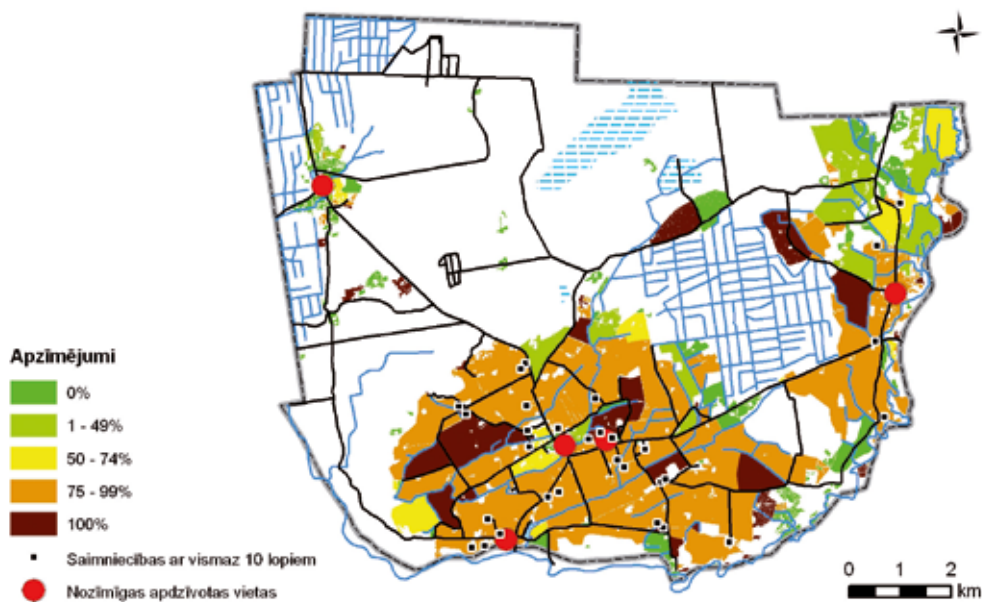 Apzīmējumi
0%
1 - 49%
50 - 74%
75 - 99%
100%
Saimniecības ar vismaz 10 lopiem
Nozīmīgas apdzīvotas vietas
0 1 2
km